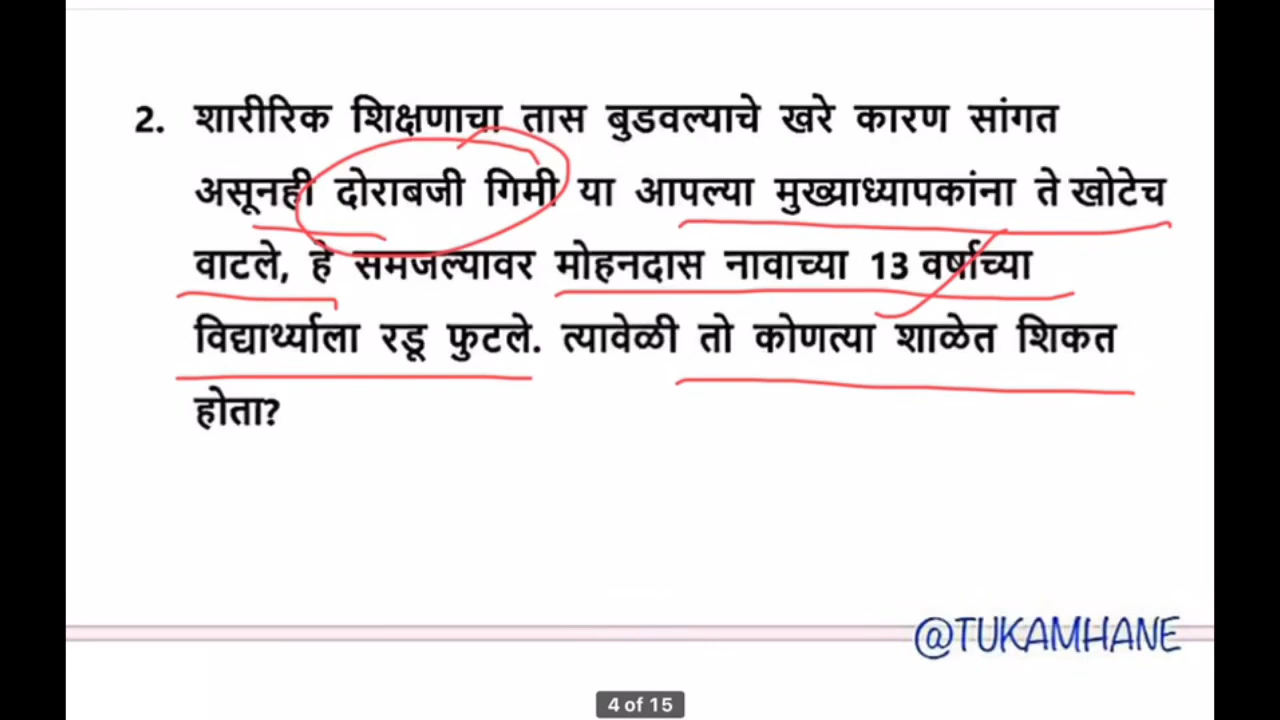 2. शारीरिक शिक्षणाचा तास बुडवल्याचे खरे कारण सांगत
असूनही दोराबजी गिमी या आपल्या मुख्याध्यापकांना ते खोटेच
वाटले, हे समजल्यावर मोहनदास नावाच्या 13 वर्षाच्या
विद्यार्थ्याला रडू फुटले. त्यावेळी तो कोणत्या शाळेत शिकत
होता?
@TUKAMHANE
4 of 15